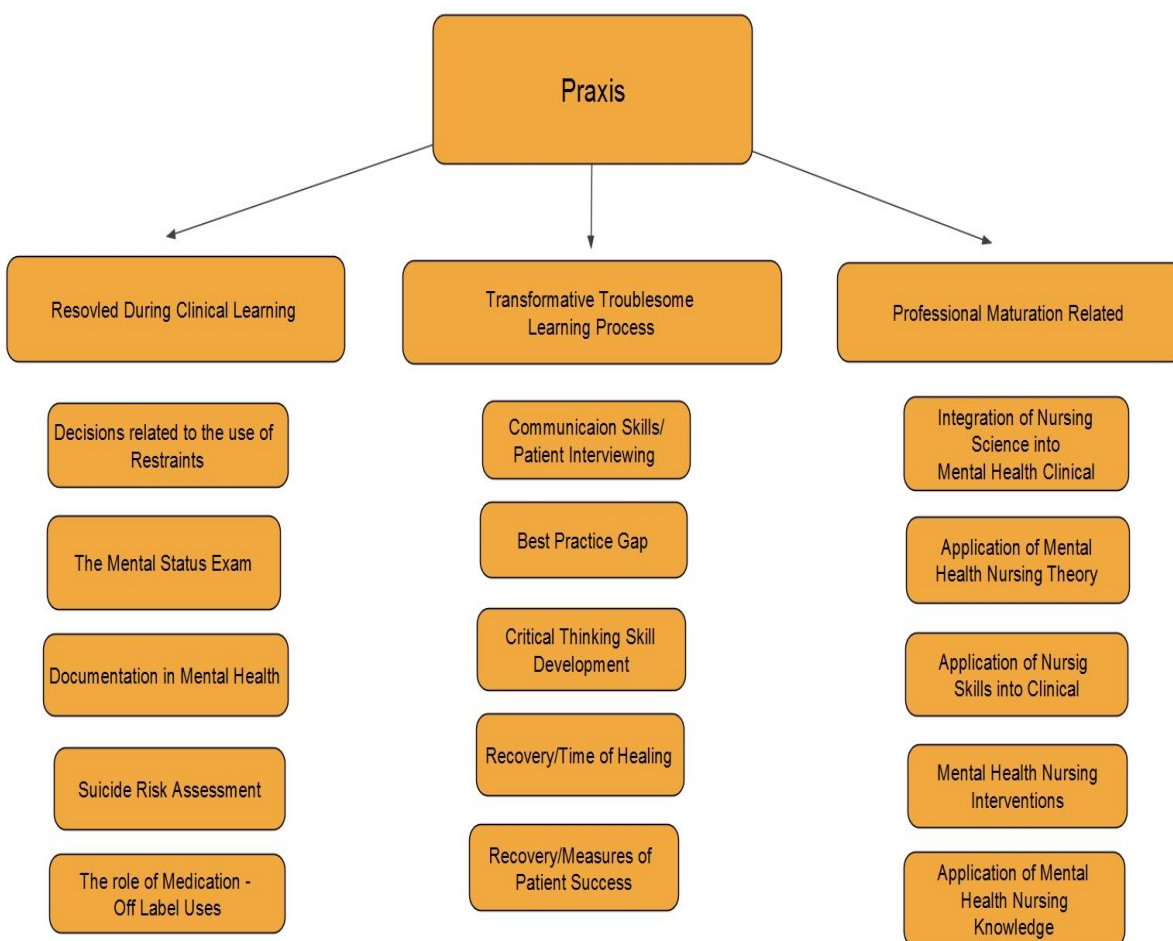 Praxis
Resovled During Clinical Learning
Transformative Troublesome
Learning Process
Professional Maturation Related
Decisions related to the use of
Restraints
The Mental Status Exam
Documentation in Mental Health
Suicide Risk Assessment
The role of Medication -
Off Label Uses
Communicaion Skills/
Patient Interviewing
Best Practice Gap
Critical Thinking Skill
Development
Recovery/Time of Healing
Recovery/Measures of
Patient Success
Integration of Nursing
Science into
Mental Health Clinical
Application of Mental
Health Nursing Theory
Application of Nursig
Skills into Clinical
Mental Health Nursing
Interventions
Application of Mental
Health Nursing
Knowledge